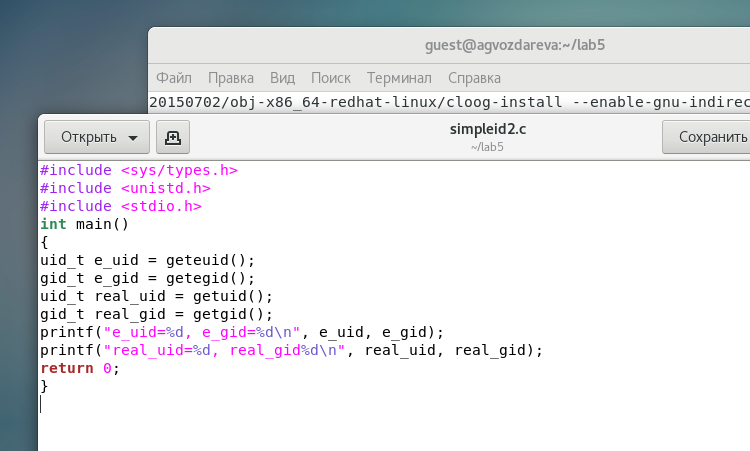 guest@agvozdareva:~/lab5
Файл Правка Вид Поиск Терминал Справка
20150702/obj-x86_64-redhat-linux/cloog-install --enable-gnu-indirec
Открыть simpleid2.c Сохранить
~/lab5
#include <sys/types.h>
#include <unistd.h>
#include <stdio.h>
int main()
{
uid_t e_uid = geteuid();
gid_t e_gid = getegid();
uid_t real_uid = getuid();
gid_t real_gid = getgid();
printf("e_uid=%d, e_gid=%d\n", e_uid, e_gid);
printf("real_uid=%d, real_gid%d\n", real_uid, real_gid);
return 0;
}